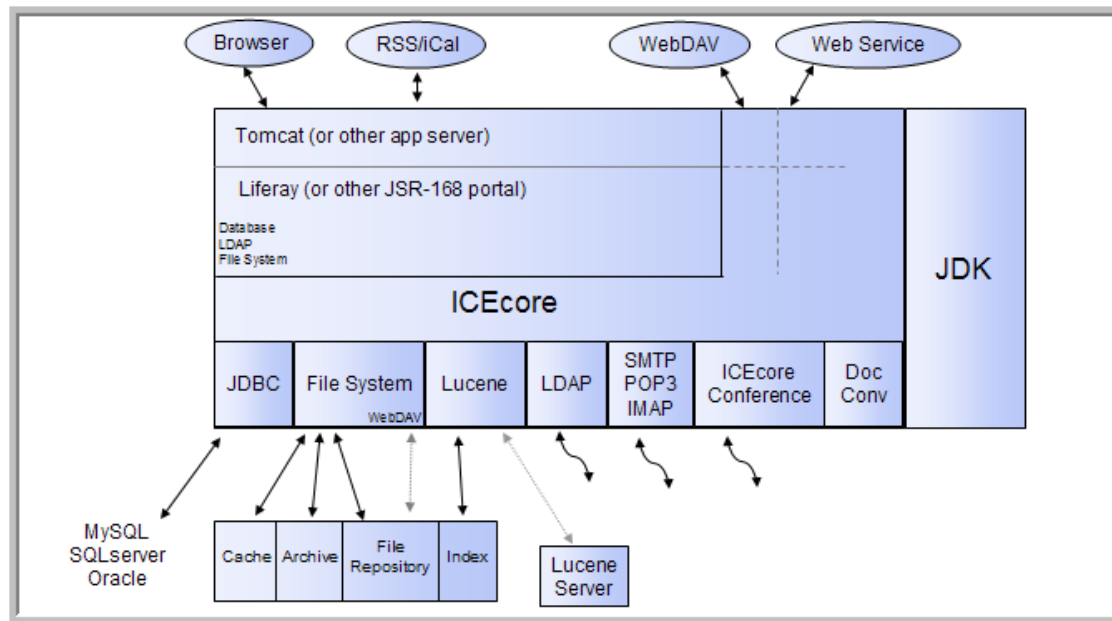 Browser
RSS/iCal
WebDAV
Web Service
Tomcat (or other app server)
Liferay (or other JSR-168 portal)
Database
LDAP
File System
JDK
ICEcore
JDBC
File System
WebDAV
Lucene
LDAP
SMTP
POP3
IMAP
ICEcore
Conference
Doc
Conv
MySQL
SQLserver
Oracle
Cache
Archive
File
Repository
Index
Lucene
Server